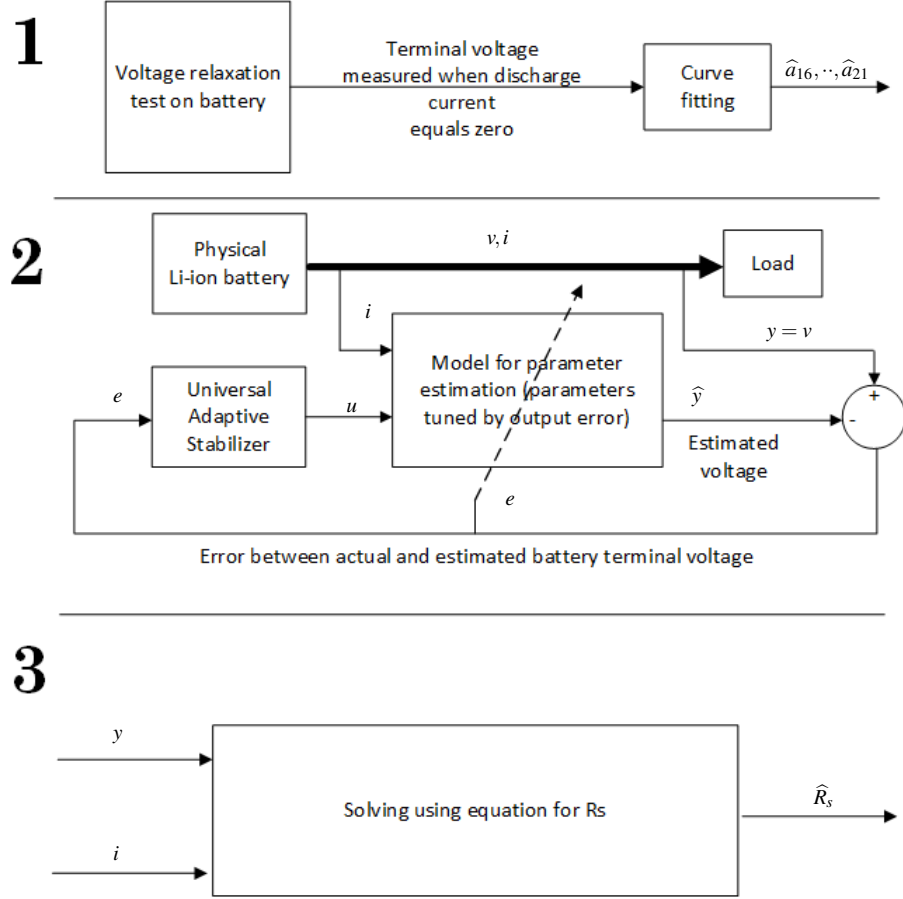 1
Voltage relaxation
test on battery
Terminal voltage
measured when discharge
current
equals zero
Curve
fitting
â₁₆,··,â₂₁
2
Physical
Li-ion battery
v, i
Load
i
y = v
Model for parameter
estimation (parameters
tuned by output error)
e
Universal
Adaptive
Stabilizer
u
ŷ
+
-
Estimated
voltage
e
Error between actual and estimated battery terminal voltage
3
y
i
Solving using equation for Rs
R̂ₛ